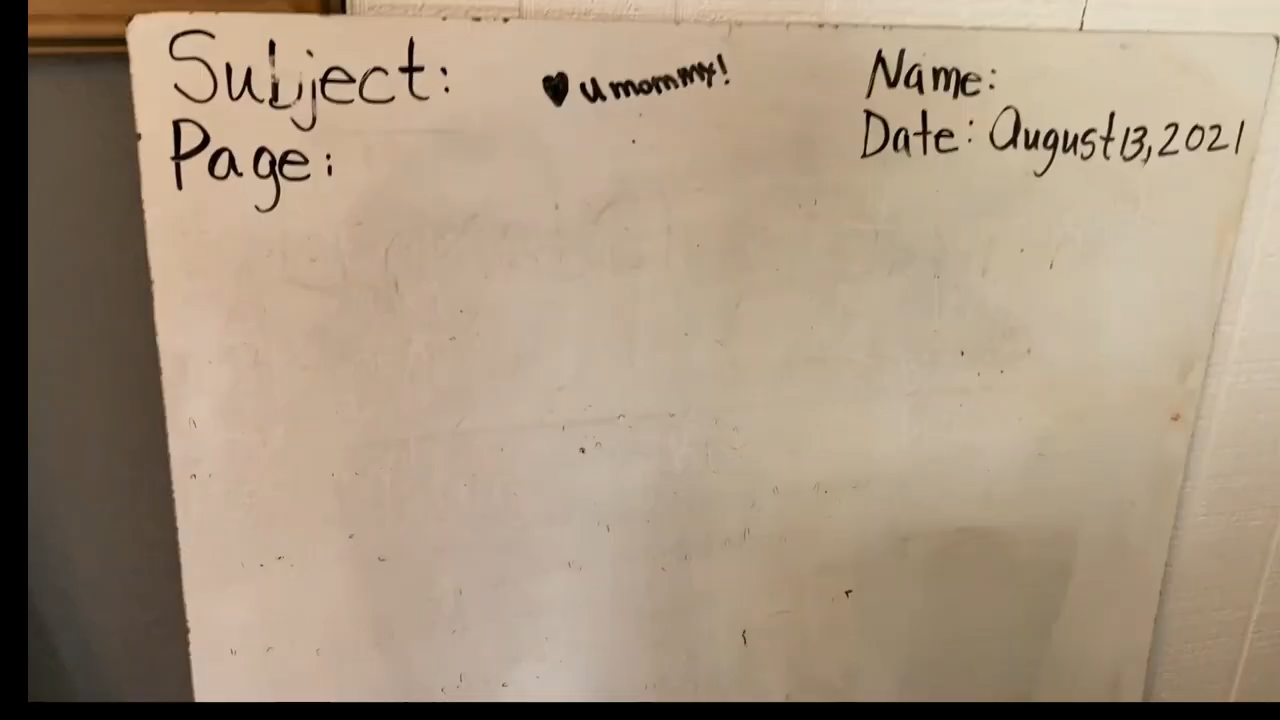 Subject:
♥ u mommy!
Name:
Page:
Date: August 13, 2021